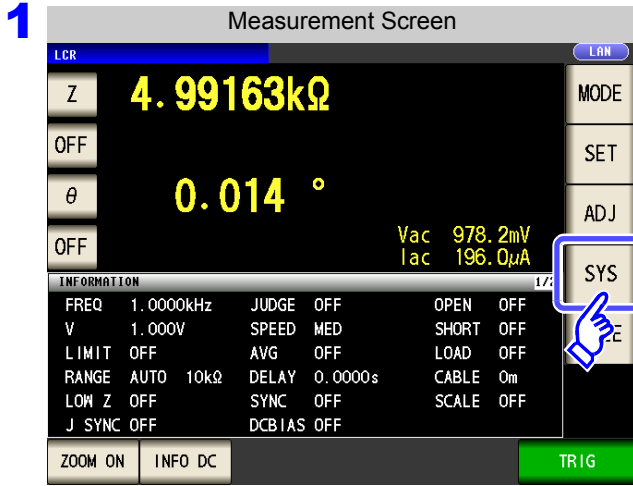 1
Measurement Screen
LCR
LAN
Z 4.99163kΩ
MODE
OFF
SET
θ 0.014 °
ADJ
OFF
Vac 978.2mV
Iac 196.0μA
SYS
INFORMATION
FREQ 1.0000kHz JUDGE OFF OPEN OFF
V 1.000V SPEED MED SHORT OFF
LIMIT OFF AVG OFF LOAD OFF
RANGE AUTO 10kΩ DELAY 0.0000s CABLE 0m
LOW Z OFF SYNC OFF SCALE OFF
J SYNC OFF DCBIAS OFF
ZOOM ON INFO DC TRIG